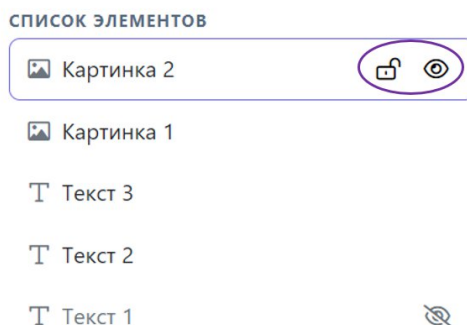 СПИСОК ЭЛЕМЕНТОВ
Картинка 2
Картинка 1
Текст 3
Текст 2
Текст 1